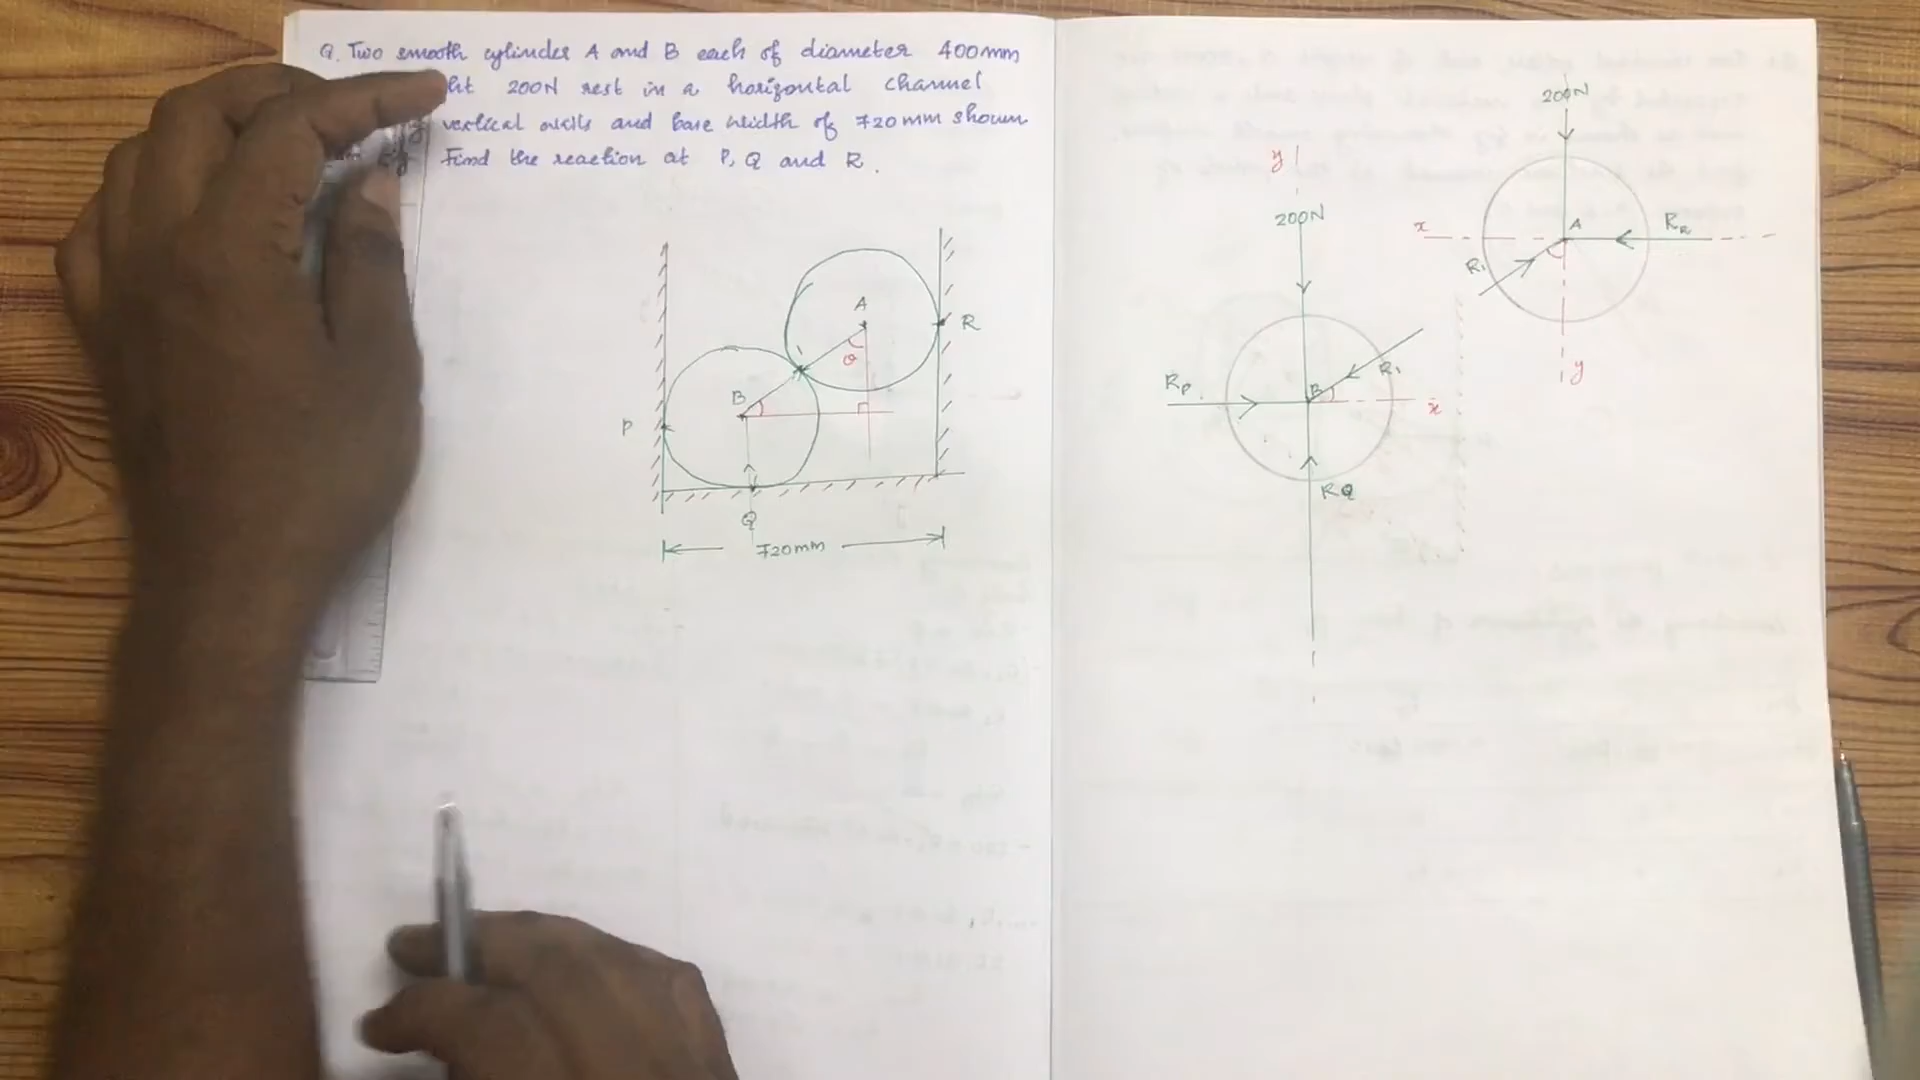 Q. Two smooth cylinder A and B each of diameter 400mm
200N rest in a horizontal channel
vertical walls and base width of 720mm shown
Find the reaction at P, Q and R.
A
R
θ
B
P
Q
720mm
200N
y
200N
x
A
RR
R1
y
RP
B
R1
x
RQ